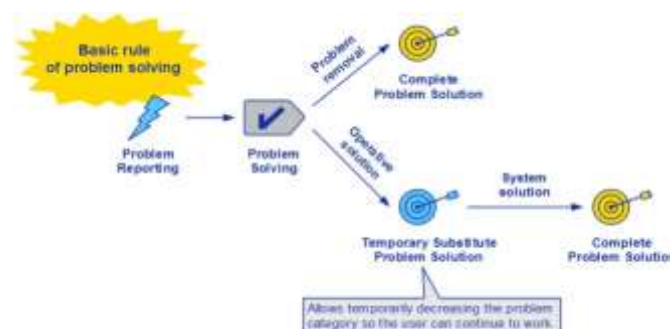 Basic rule
of problem solving
Problem
removal
Complete
Problem Solution
Problem
Reporting
Problem
Solving
Operative
solution
System
solution
Temporary Substitute
Problem Solution
Complete
Problem Solution
Allows temporarily decreasing the problem
category so the user can continue to work.